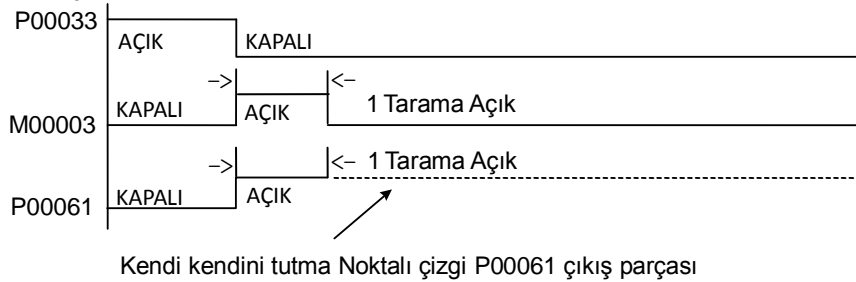 P00033
AÇIK KAPALI
–> <–
KAPALI AÇIK 1 Tarama Açık
M00003
–> <– 1 Tarama Açık
KAPALI AÇIK
P00061
Kendi kendini tutma Noktalı çizgi P00061 çıkış parçası